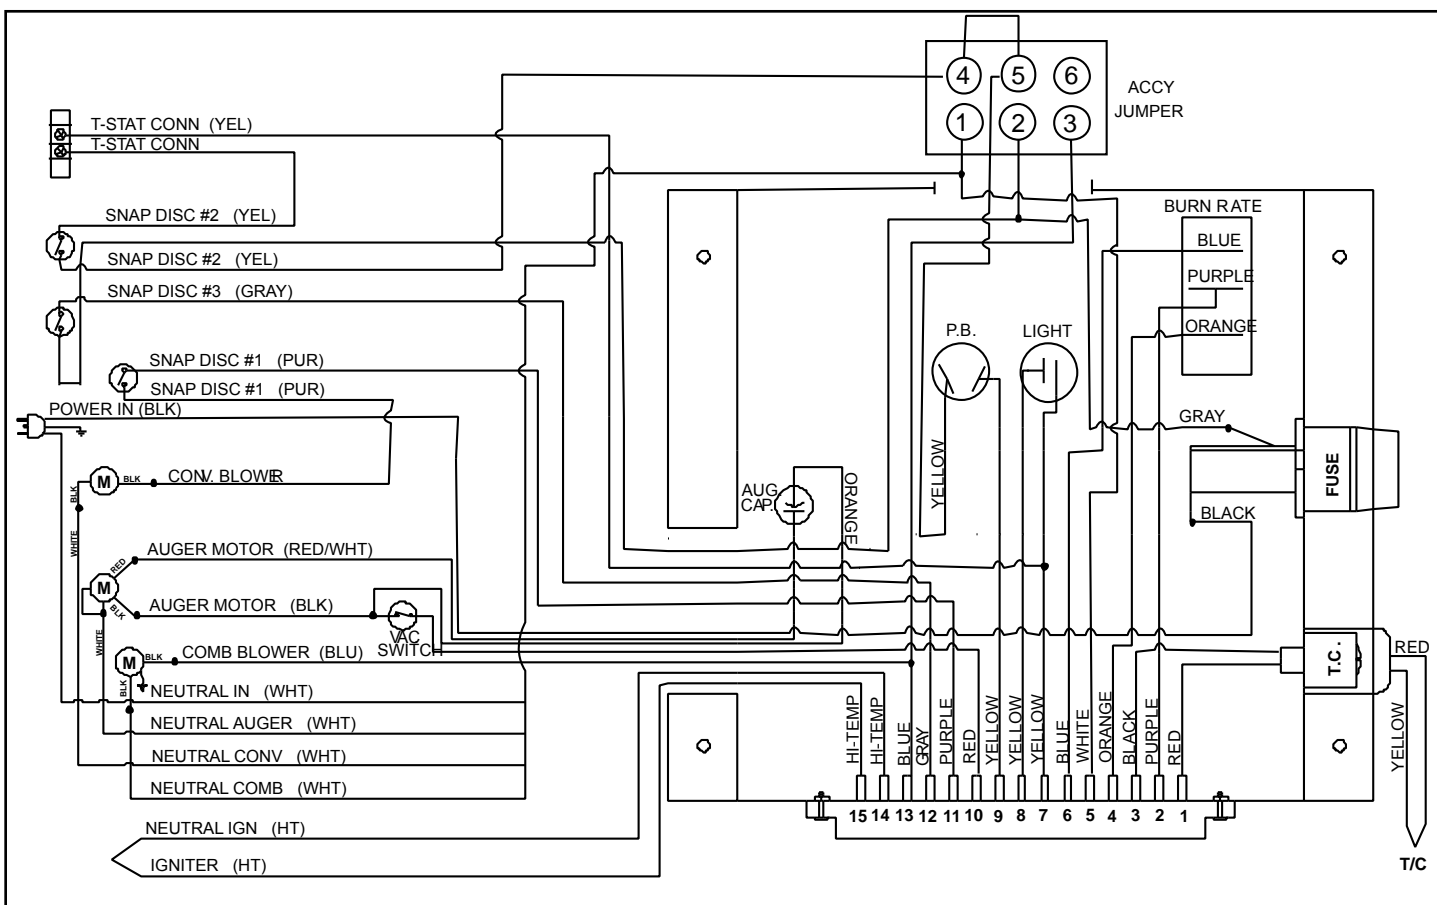 4 5 6
1 2 3
ACCY
JUMPER
T-STAT CONN (YEL)
T-STAT CONN
SNAP DISC #2 (YEL)
SNAP DISC #2 (YEL)
SNAP DISC #3 (GRAY)
SNAP DISC #1 (PUR)
SNAP DISC #1 (PUR)
POWER IN (BLK)
M
BLK
CONV. BLOWER
BLK
WHITE
AUGER MOTOR (RED/WHT)
RED
M
BLK
AUGER MOTOR (BLK)
WHITE
VAC
SWITCH
M
BLK
COMB BLOWER (BLU)
BLK
NEUTRAL IN (WHT)
NEUTRAL AUGER (WHT)
NEUTRAL CONV (WHT)
NEUTRAL COMB (WHT)
NEUTRAL IGN (HT)
IGNITER (HT)
AUG.
CAP.
ORANGE
P.B.
LIGHT
YELLOW
BURN RATE
BLUE
PURPLE
ORANGE
GRAY
BLACK
FUSE
T.C.
RED
YELLOW
T/C
HI-TEMP
HI-TEMP
BLUE
GRAY
PURPLE
RED
YELLOW
YELLOW
YELLOW
BLUE
WHITE
ORANGE
BLACK
PURPLE
RED
15 14 13 12 11 10 9 8 7 6 5 4 3 2 1